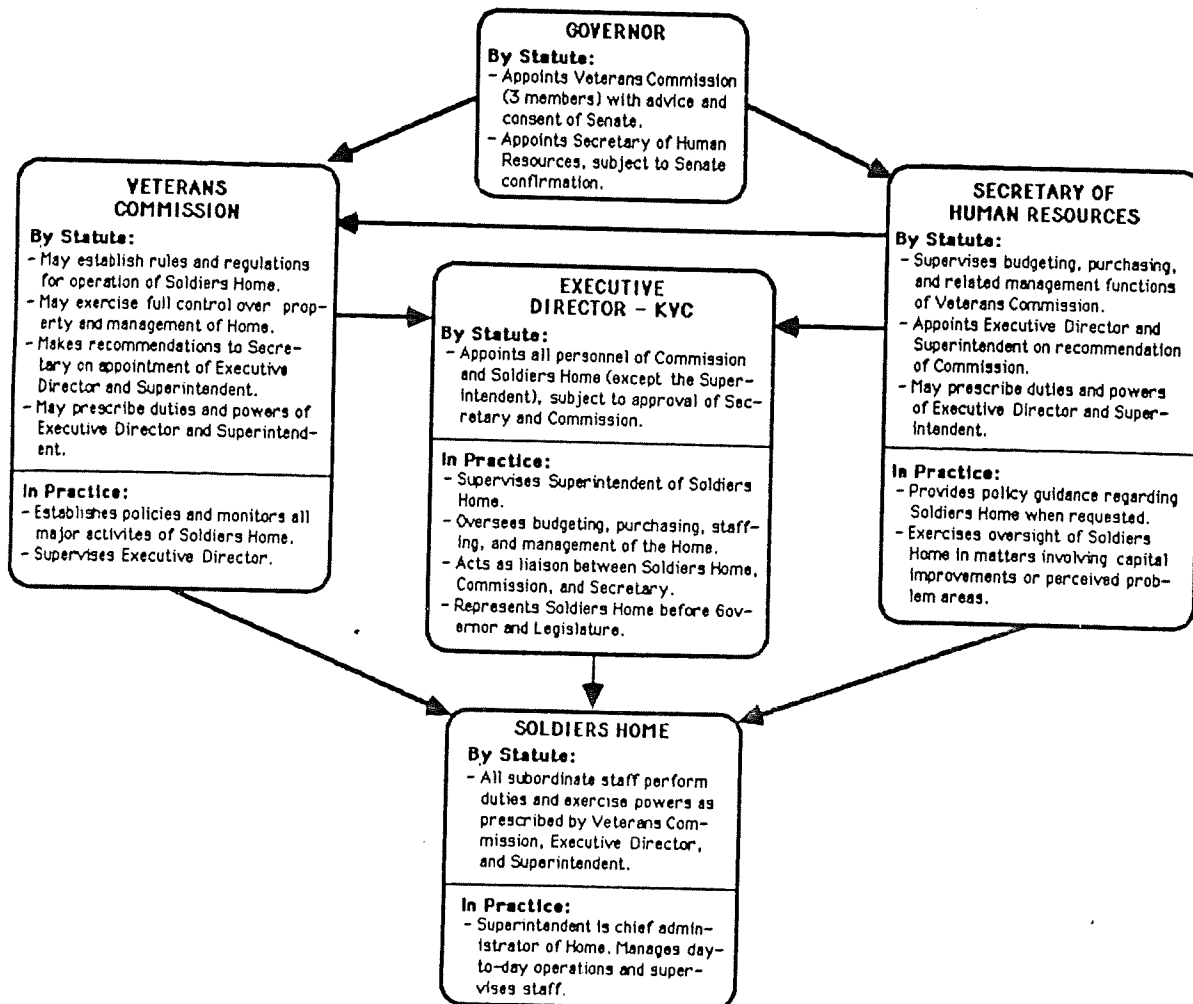 GOVERNOR
By Statute:
- Appoints Veterans Commission
(3 members) with advice and
consent of Senate.
- Appoints Secretary of Human
Resources, subject to Senate
confirmation.
VETERANS
COMMISSION
By Statute:
- May establish rules and regulations
for operation of Soldiers Home.
- May exercise full control over prop-
erty and management of Home.
- Makes recommendations to Secre-
tary on appointment of Executive
Director and Superintendent.
- May prescribe duties and powers of
Executive Director and Superintend-
ent.
In Practice:
- Establishes policies and monitors all
major activites of Soldiers Home.
- Supervises Executive Director.
EXECUTIVE
DIRECTOR - KVC
By Statute:
- Appoints all personnel of Commission
and Soldiers Home (except the Super-
intendent), subject to approval of Sec-
retary and Commission.
In Practice:
- Supervises Superintendent of Soldiers
Home.
- Oversees budgeting, purchasing, staff-
ing, and management of the Home.
- Acts as liaison between Soldiers Home,
Commission, and Secretary.
- Represents Soldiers Home before Gov-
ernor and Legislature.
SECRETARY OF
HUMAN RESOURCES
By Statute:
- Supervises budgeting, purchasing,
and related management functions
of Veterans Commission.
- Appoints Executive Director and
Superintendent on recommendation
of Commission.
- May prescribe duties and powers
of Executive Director and Super-
intendent.
In Practice:
- Provides policy guidance regarding
Soldiers Home when requested.
- Exercises oversight of Soldiers
Home in matters involving capital
improvements or perceived prob-
lem areas.
SOLDIERS HOME
By Statute:
- All subordinate staff perform
duties and exercise powers as
prescribed by Veterans Com-
mission, Executive Director,
and Superintendent.
In Practice:
- Superintendent is chief admin-
istrator of Home. Manages day-
to-day operations and super-
vises staff.